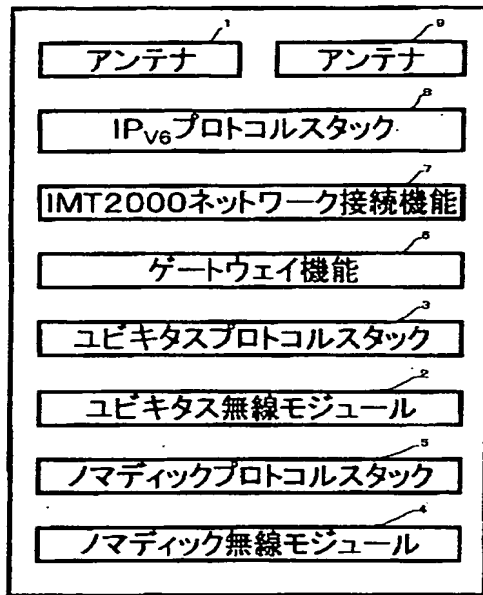 1 9
アンテナ アンテナ
8
IPV6プロトコルスタック
7
IMT2000ネットワーク接続機能
6
ゲートウェイ機能
3
ユビキタスプロトコルスタック
2
ユビキタス無線モジュール
5
ノマディックプロトコルスタック
4
ノマディック無線モジュール